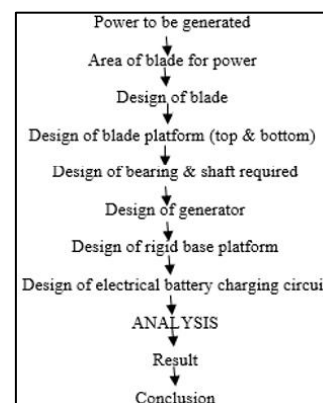 Power to be generated
Area of blade for power
Design of blade
Design of blade platform (top & bottom)
Design of bearing & shaft required
Design of generator
Design of rigid base platform
Design of electrical battery charging circui
ANALYSIS
Result
Conclusion